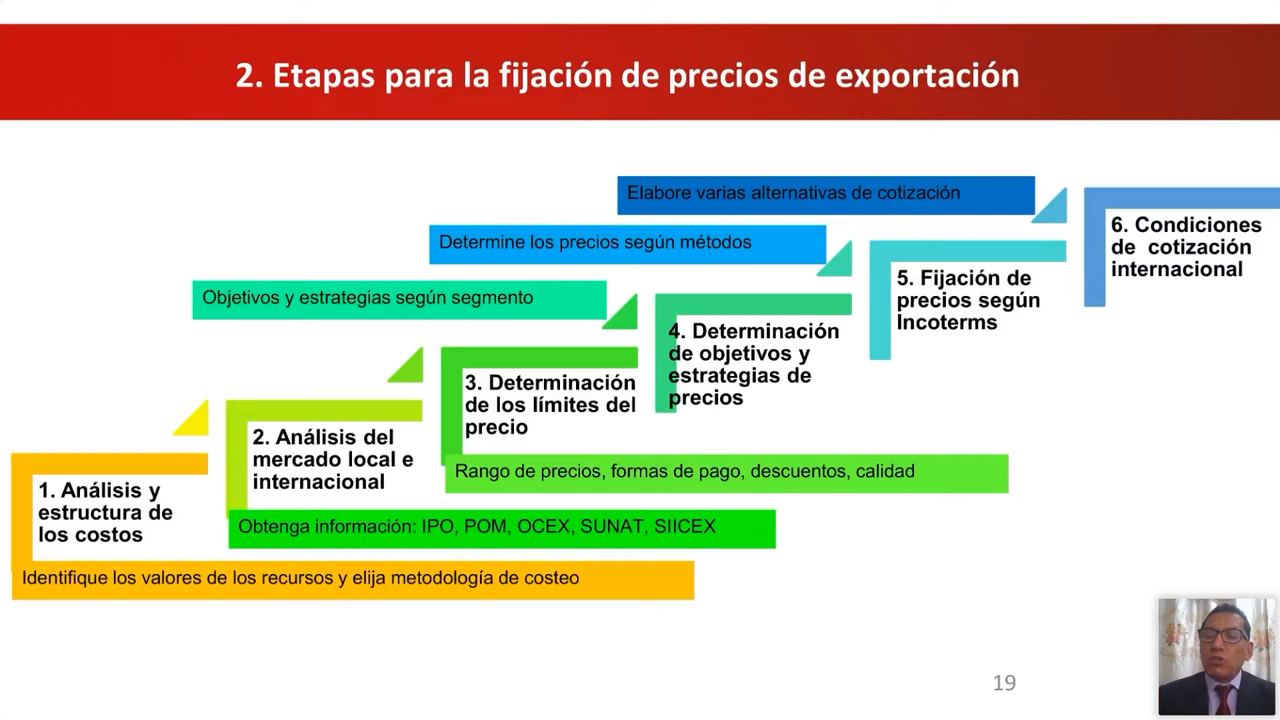 2. Etapas para la fijación de precios de exportación
Elabore varias alternativas de cotización
6. Condiciones
de cotización
internacional
Determine los precios según métodos
5. Fijación de
precios según
Incoterms
Objetivos y estrategias según segmento
4. Determinación
de objetivos y
estrategias de
precios
3. Determinación
de los límites del
precio
Rango de precios, formas de pago, descuentos, calidad
2. Análisis del
mercado local e
internacional
Obtenga información: IPO, POM, OCEX, SUNAT, SIICEX
1. Análisis y
estructura de
los costos
Identifique los valores de los recursos y elija metodología de costeo
19